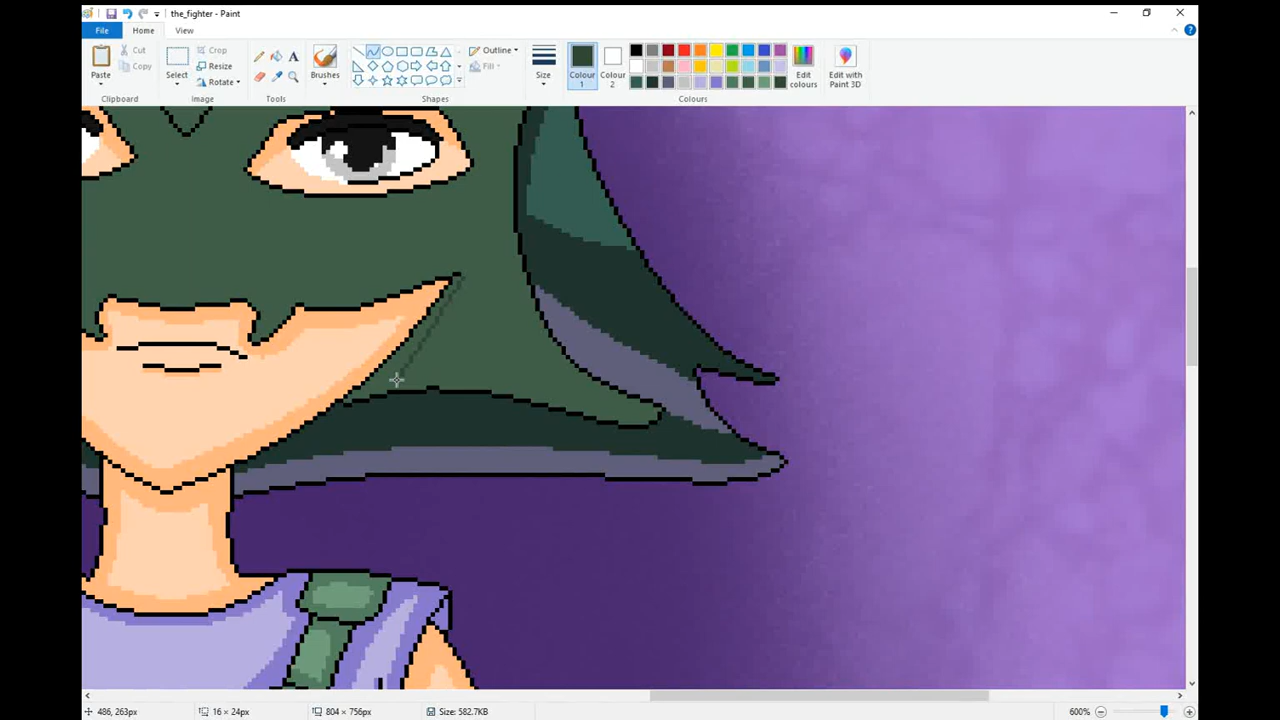 the_fighter - Paint
File Home View
Paste
Cut
Copy
Clipboard
Select
Crop
Resize
Rotate
Image
A
Tools
Brushes
Outline
Fill
Shapes
Size
Colour
1
Colour
2
Edit
colours
Edit with
Paint 3D
Colours
486, 263px
16 × 24px
804 × 756px
Size: 582.7KB
600%